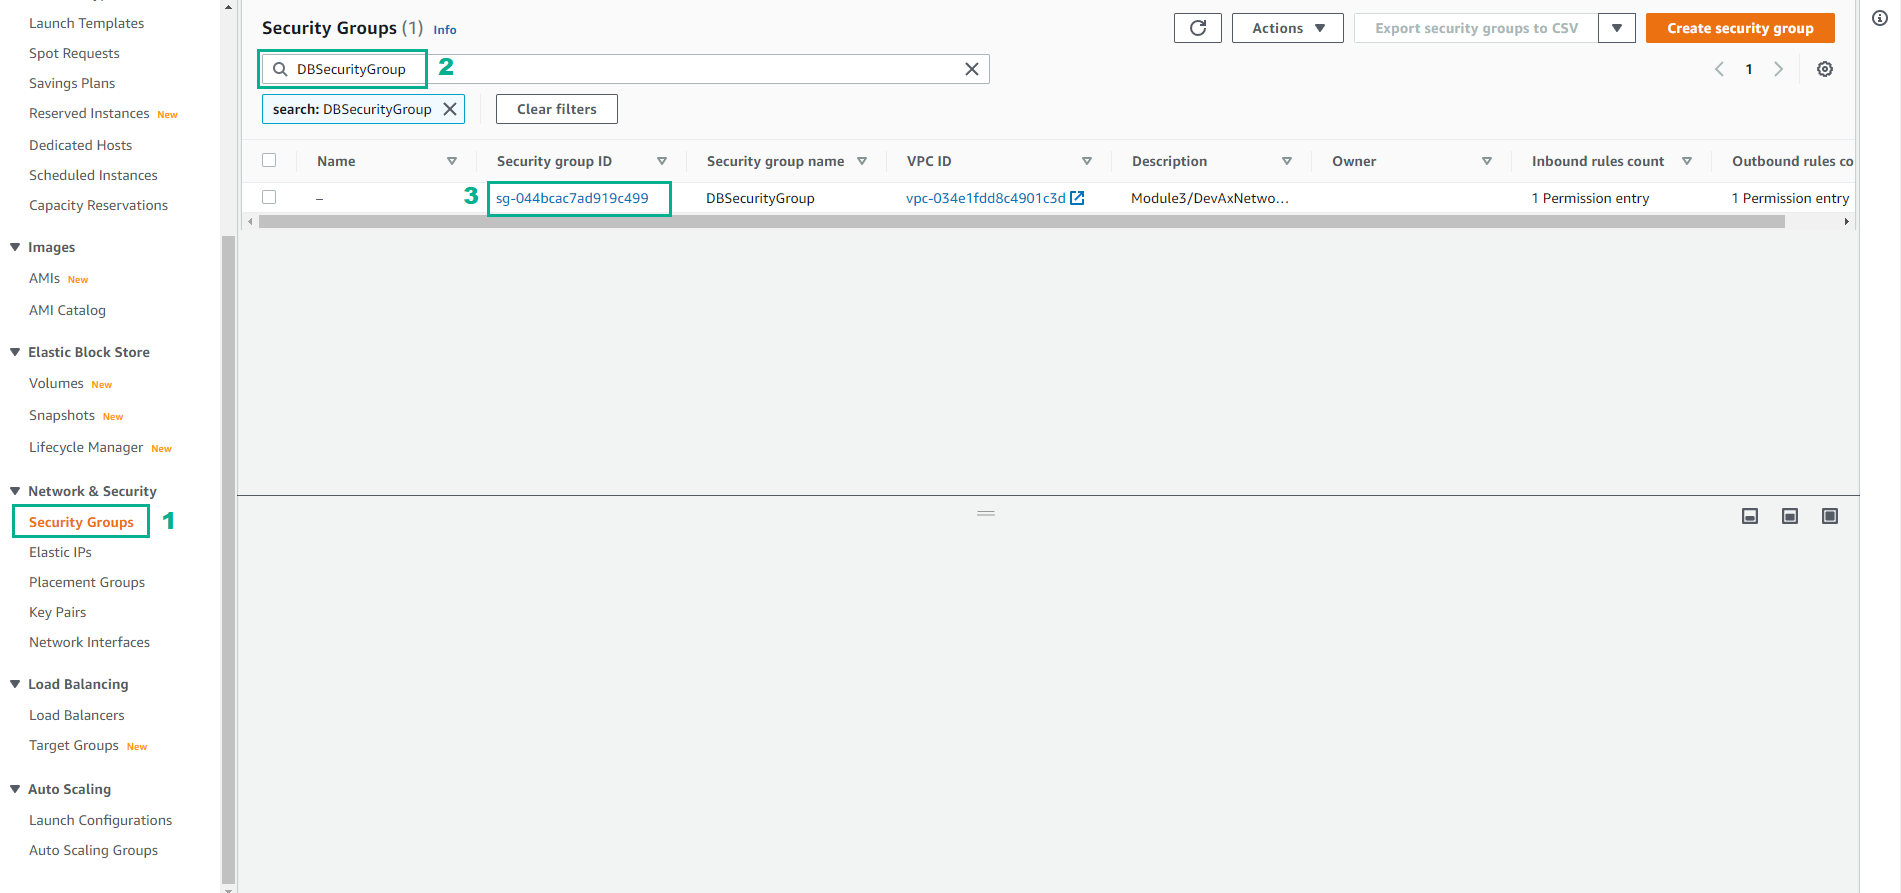 Launch Templates
Spot Requests
Savings Plans
Reserved Instances New
Dedicated Hosts
Scheduled Instances
Capacity Reservations
Images
AMIs New
AMI Catalog
Elastic Block Store
Volumes New
Snapshots New
Lifecycle Manager New
Network & Security
Security Groups 1
Elastic IPs
Placement Groups
Key Pairs
Network Interfaces
Load Balancing
Load Balancers
Target Groups New
Auto Scaling
Launch Configurations
Auto Scaling Groups
Security Groups (1) Info
Actions
Export security groups to CSV
Create security group
DBSecurityGroup 2
1
search: DBSecurityGroup
Clear filters
Name Security group ID Security group name VPC ID Description Owner Inbound rules count Outbound rules co
– 3 sg-044bcac7ad919c499 DBSecurityGroup vpc-034e1fdd8c4901c3d Module3/DevAxNetwo... 1 Permission entry 1 Permission entry